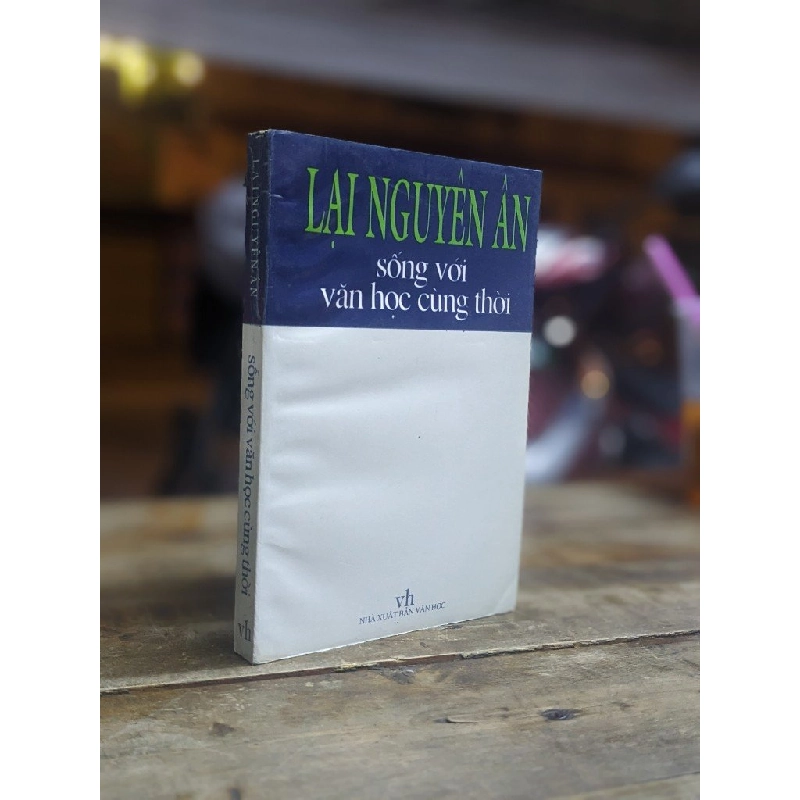 LẠI NGUYÊN ÂN
sống với
văn học cùng thời
vh
NHÀ XUẤT BẢN VĂN HỌC
LẠI NGUYÊN ÂN
sống với văn học cùng thời
vh